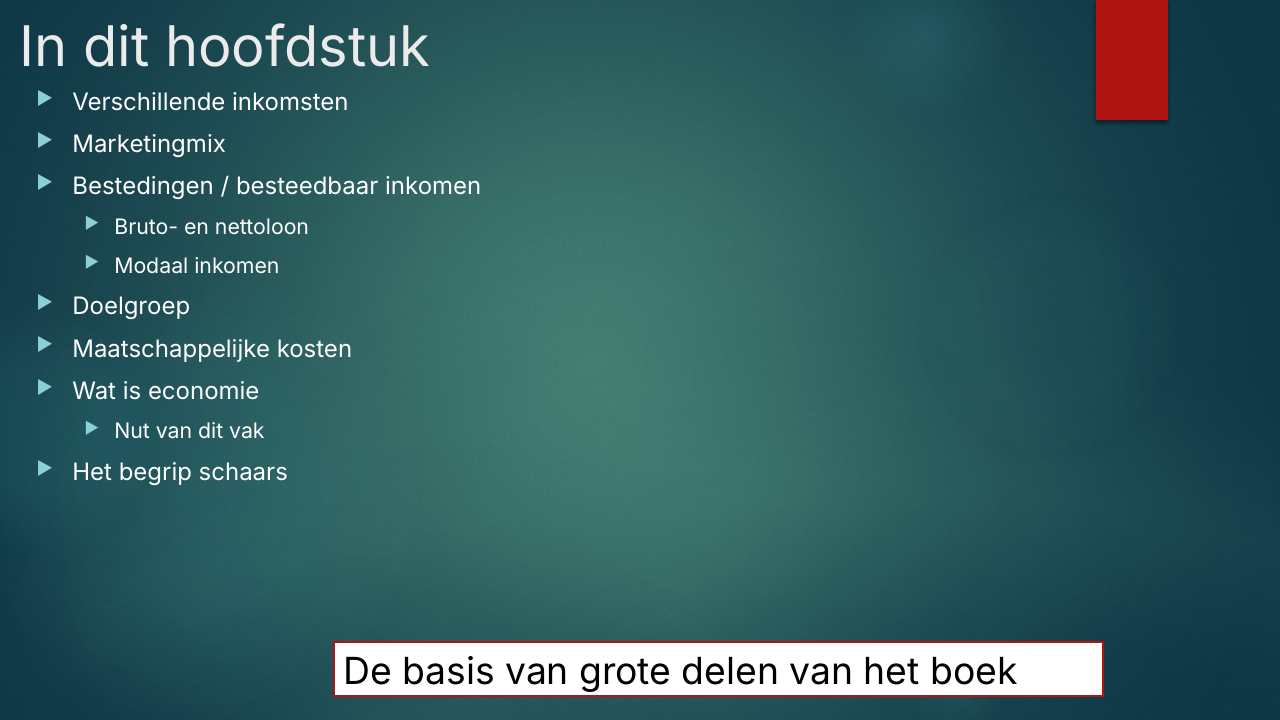 In dit hoofdstuk
Verschillende inkomsten
Marketingmix
Bestedingen / besteedbaar inkomen
Bruto- en nettoloon
Modaal inkomen
Doelgroep
Maatschappelijke kosten
Wat is economie
Nut van dit vak
Het begrip schaars
De basis van grote delen van het boek